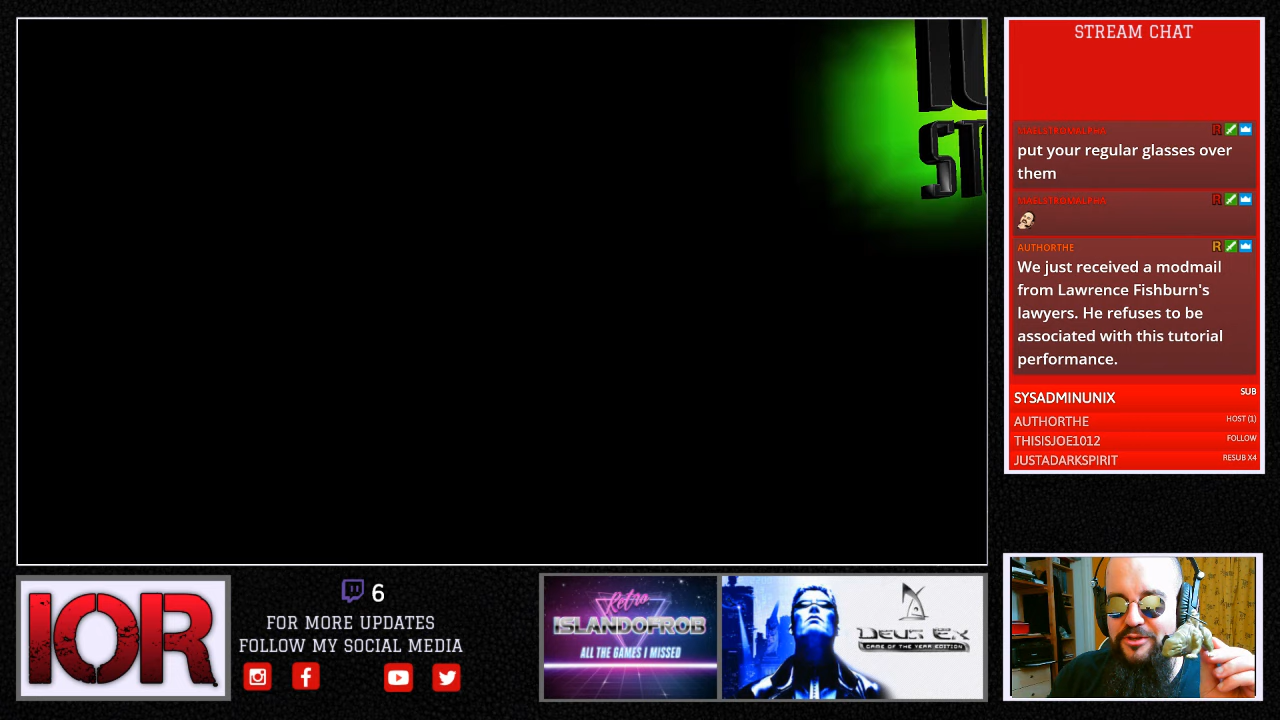 STREAM CHAT
MAELSTROMALPHA
put your regular glasses over
them
MAELSTROMALPHA
AUTHORTHE
We just received a modmail
from Lawrence Fishburn's
lawyers. He refuses to be
associated with this tutorial
performance.
SYSADMINUNIX SUB
AUTHORTHE HOST (1)
THISISJOE1012 FOLLOW
JUSTADARKSPIRIT RESUB X4
IOR
6
FOR MORE UPDATES
FOLLOW MY SOCIAL MEDIA
Retro
ISLANDOFROB
ALL THE GAMES I MISSED
DEUS EX
GAME OF THE YEAR EDITION